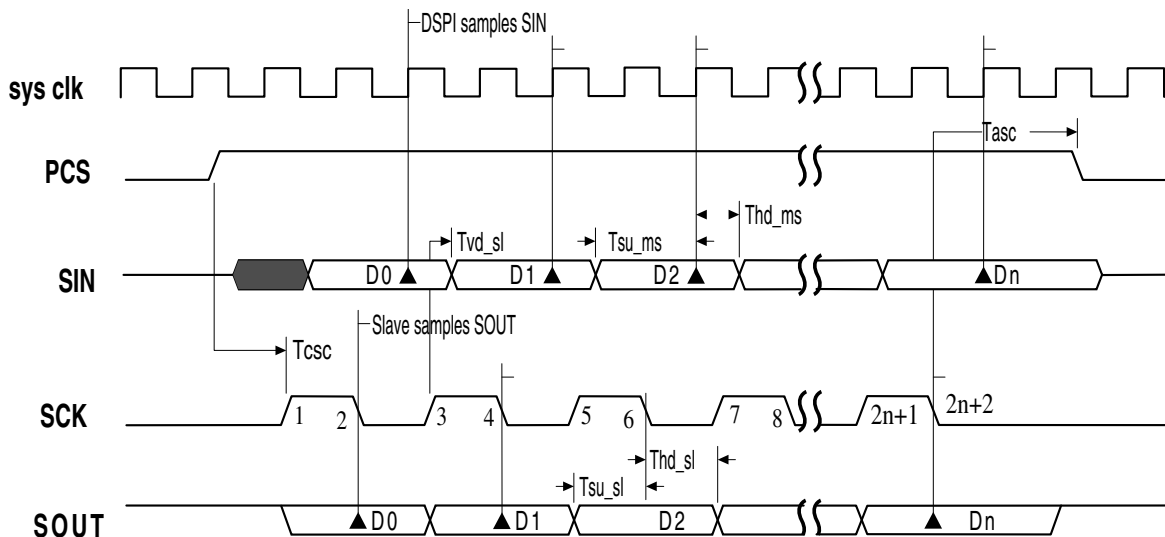 DSPI samples SIN
sys clk
Tasc
PCS
Thd_ms
Tvd_sl Tsu_ms
SIN D0 D1 D2 Dn
Slave samples SOUT
Tcsc
SCK 1 2 3 4 5 6 7 8 2n+1 2n+2
Thd_sl
Tsu_sl
SOUT D0 D1 D2 Dn